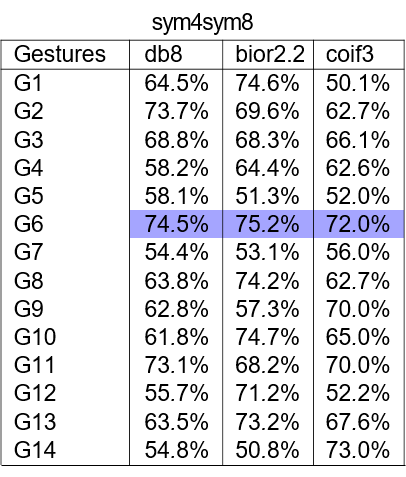 sym4sym8
Gestures db8 bior2.2 coif3
G1 64.5% 74.6% 50.1%
G2 73.7% 69.6% 62.7%
G3 68.8% 68.3% 66.1%
G4 58.2% 64.4% 62.6%
G5 58.1% 51.3% 52.0%
G6 74.5% 75.2% 72.0%
G7 54.4% 53.1% 56.0%
G8 63.8% 74.2% 62.7%
G9 62.8% 57.3% 70.0%
G10 61.8% 74.7% 65.0%
G11 73.1% 68.2% 70.0%
G12 55.7% 71.2% 52.2%
G13 63.5% 73.2% 67.6%
G14 54.8% 50.8% 73.0%